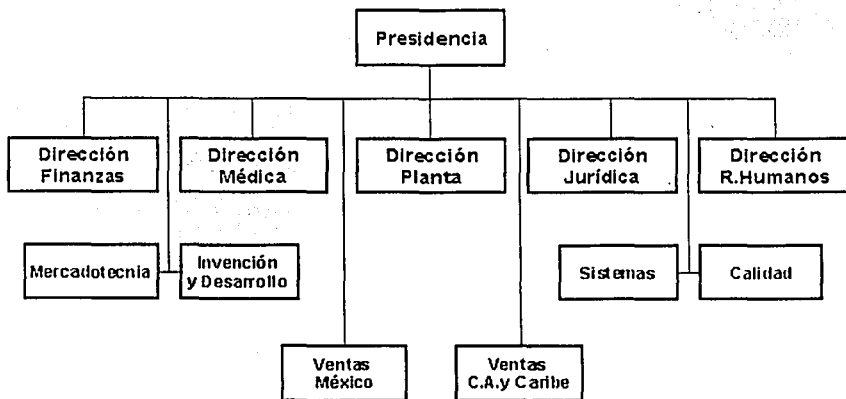 Presidencia
Dirección
Finanzas
Dirección
Médica
Dirección
Planta
Dirección
Jurídica
Dirección
R.Humanos
Mercadotecnia
Invención
y Desarrollo
Sistemas
Calidad
Ventas
México
Ventas
C.A.y Caribe